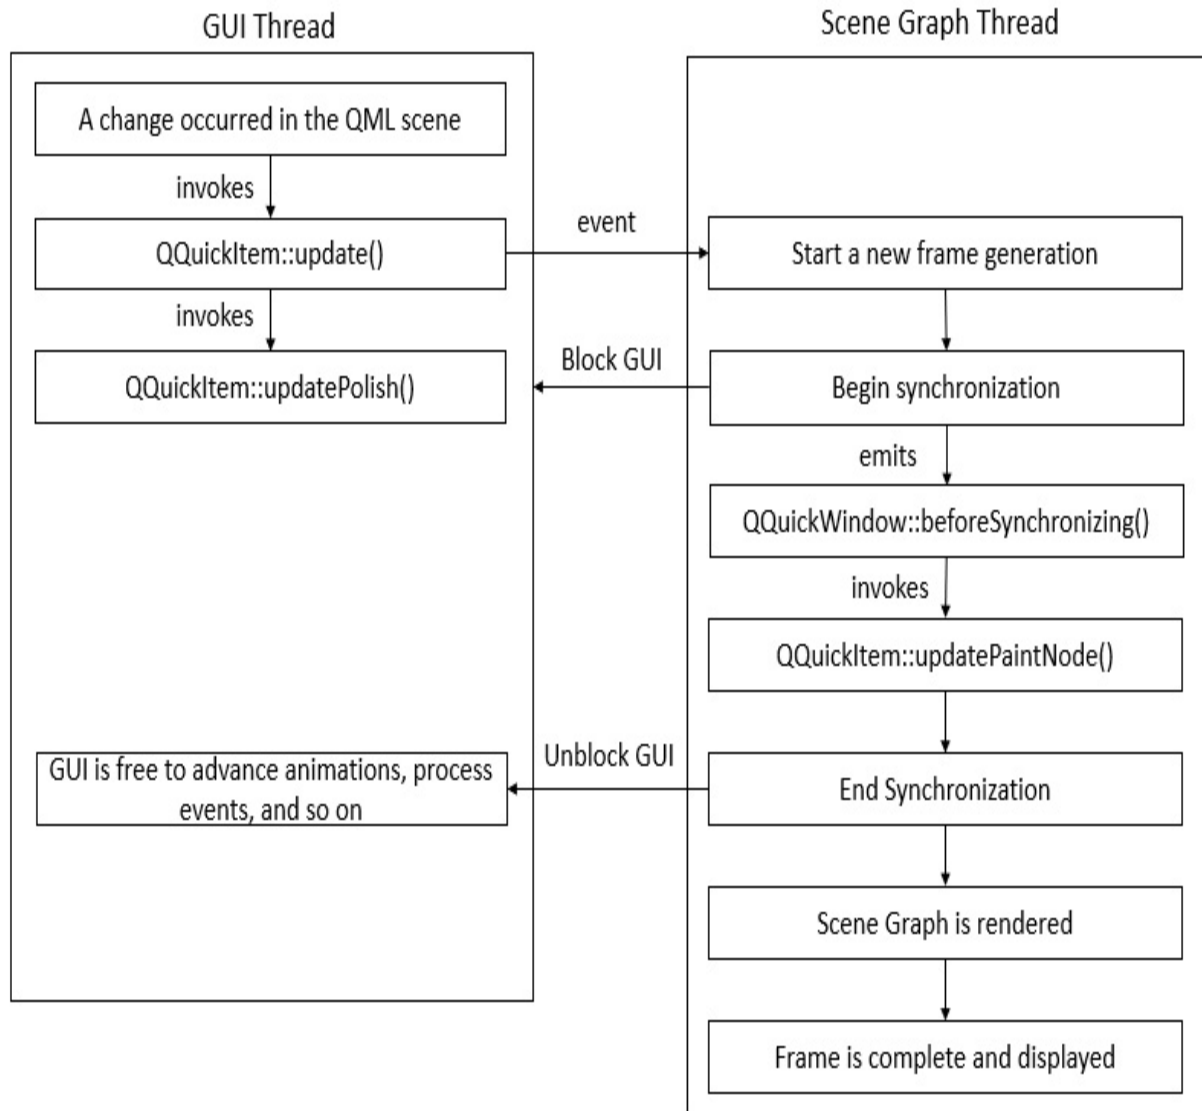 GUI Thread
Scene Graph Thread
A change occurred in the QML scene
invokes
QQuickItem::update()
event
Start a new frame generation
invokes
QQuickItem::updatePolish()
Block GUI
Begin synchronization
emits
QQuickWindow::beforeSynchronizing()
invokes
QQuickItem::updatePaintNode()
GUI is free to advance animations, process
events, and so on
Unblock GUI
End Synchronization
Scene Graph is rendered
Frame is complete and displayed